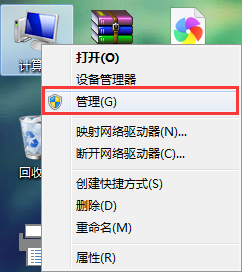 计算
打开(O)
设备管理器
管理(G)
映射网络驱动器(N)...
断开网络驱动器(C)...
回收
创建快捷方式(S)
删除(D)
重命名(M)
属性(R)